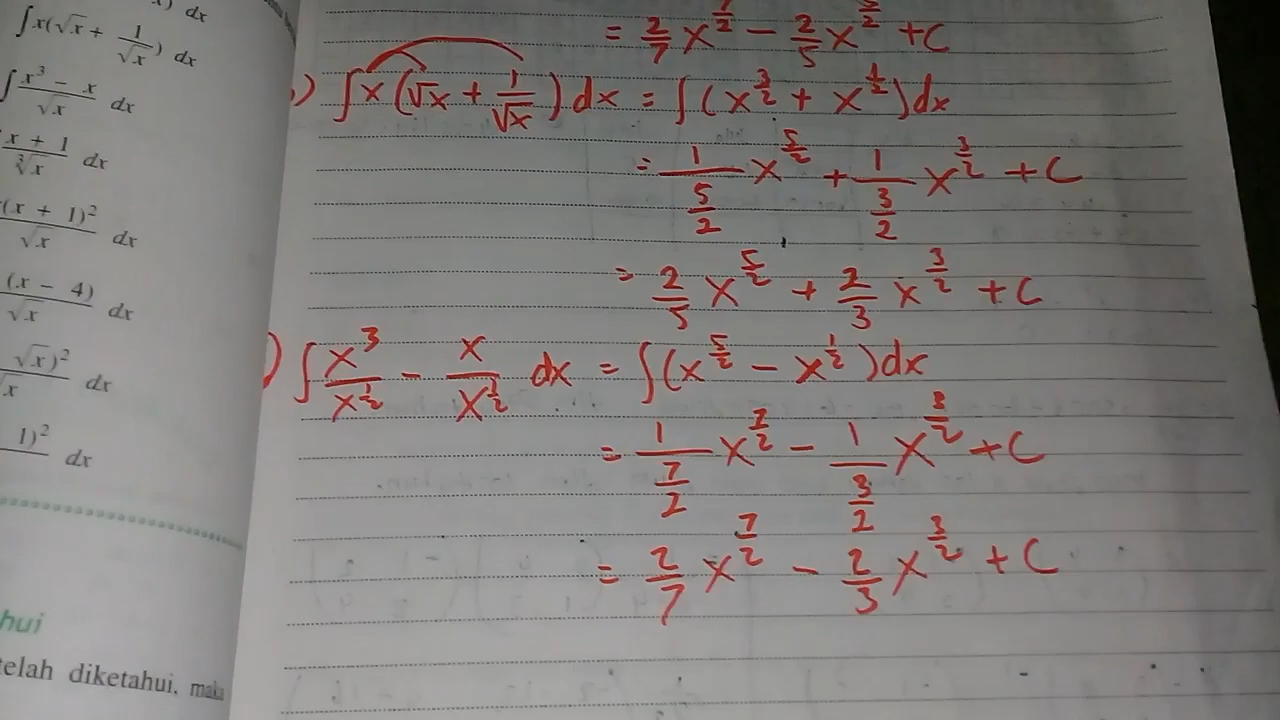 ) dx
∫x(√x + 1/√x) dx
∫(x³ − x)/√x dx
(x + 1)/∛x dx
(x + 1)²/√x dx
(x − 4)/√x dx
√x)²/x dx
1)² dx
hui
telah diketahui, maka
= 2/7 x^(7/2) − 2/5 x^(5/2) + C
) ∫x(√x + 1/√x) dx = ∫(x^(3/2) + x^(1/2)) dx
= 1/(5/2) x^(5/2) + 1/(3/2) x^(3/2) + C
= 2/5 x^(5/2) + 2/3 x^(3/2) + C
) ∫ x³/x^(1/2) − x/x^(1/2) dx = ∫(x^(5/2) − x^(1/2)) dx
= 1/(7/2) x^(7/2) − 1/(3/2) x^(3/2) + C
= 2/7 x^(7/2) − 2/3 x^(3/2) + C